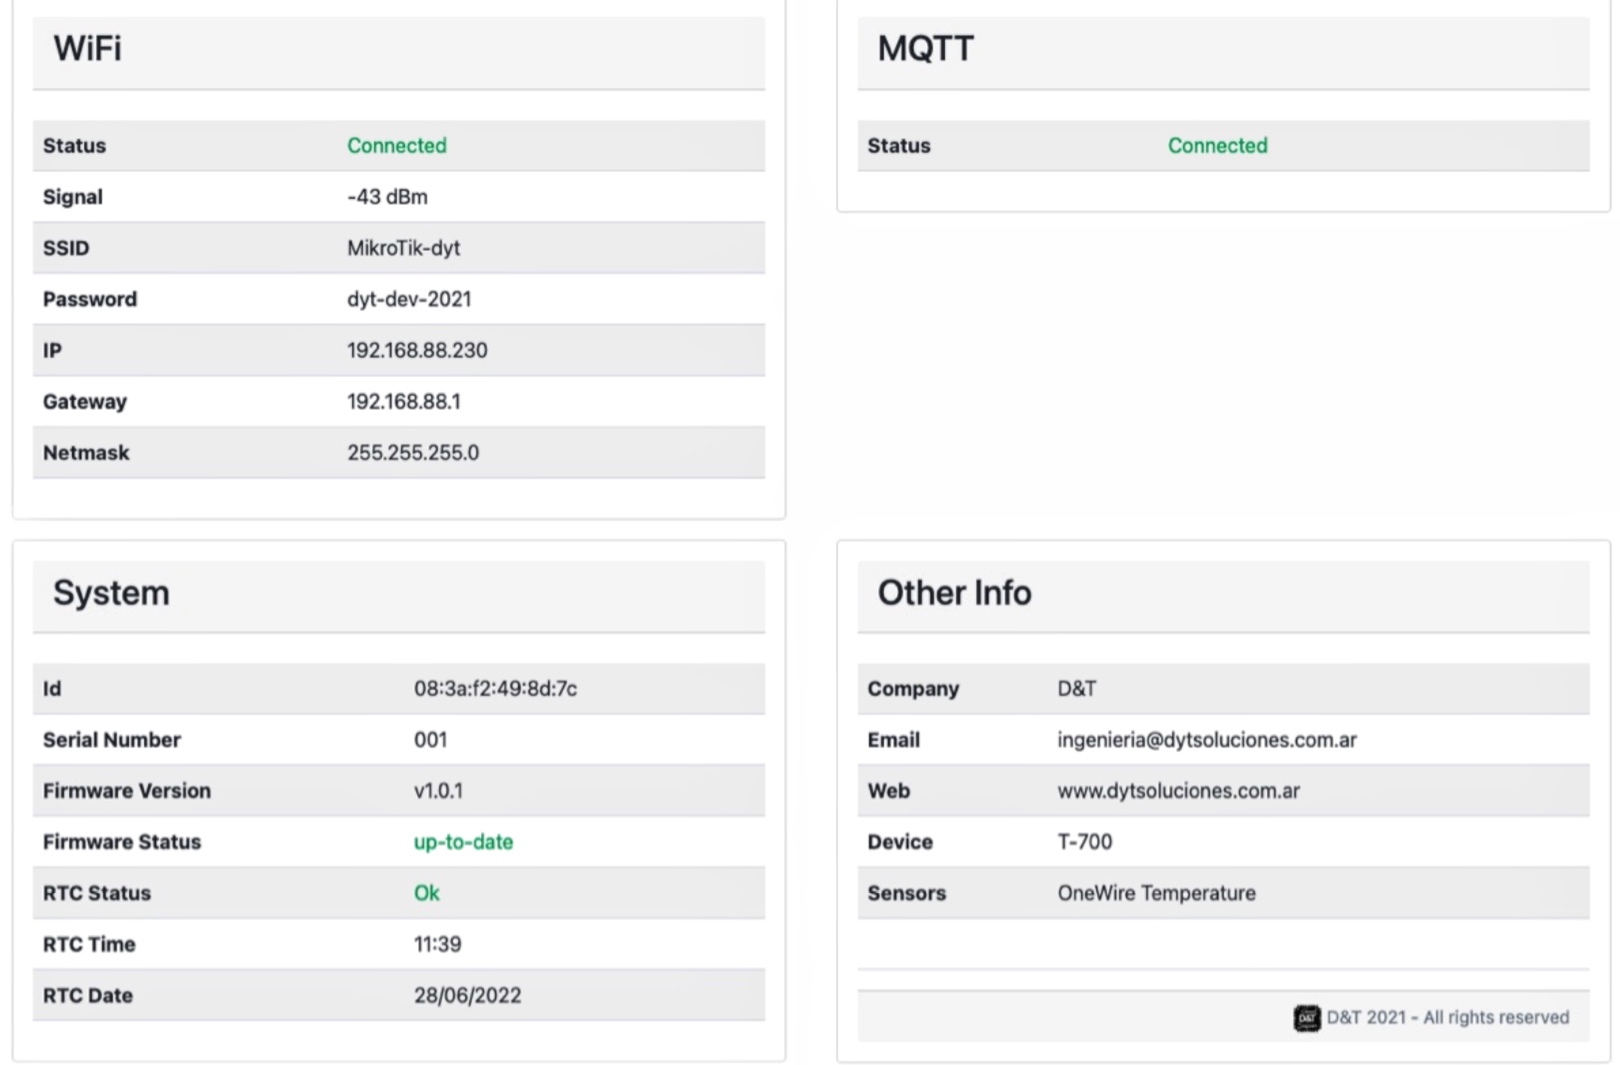 WiFi
Status Connected
Signal -43 dBm
SSID MikroTik-dyt
Password dyt-dev-2021
IP 192.168.88.230
Gateway 192.168.88.1
Netmask 255.255.255.0
MQTT
Status Connected
System
Id 08:3a:f2:49:8d:7c
Serial Number 001
Firmware Version v1.0.1
Firmware Status up-to-date
RTC Status Ok
RTC Time 11:39
RTC Date 28/06/2022
Other Info
Company D&T
Email ingenieria@dytsoluciones.com.ar
Web www.dytsoluciones.com.ar
Device T-700
Sensors OneWire Temperature
D&T D&T 2021 - All rights reserved